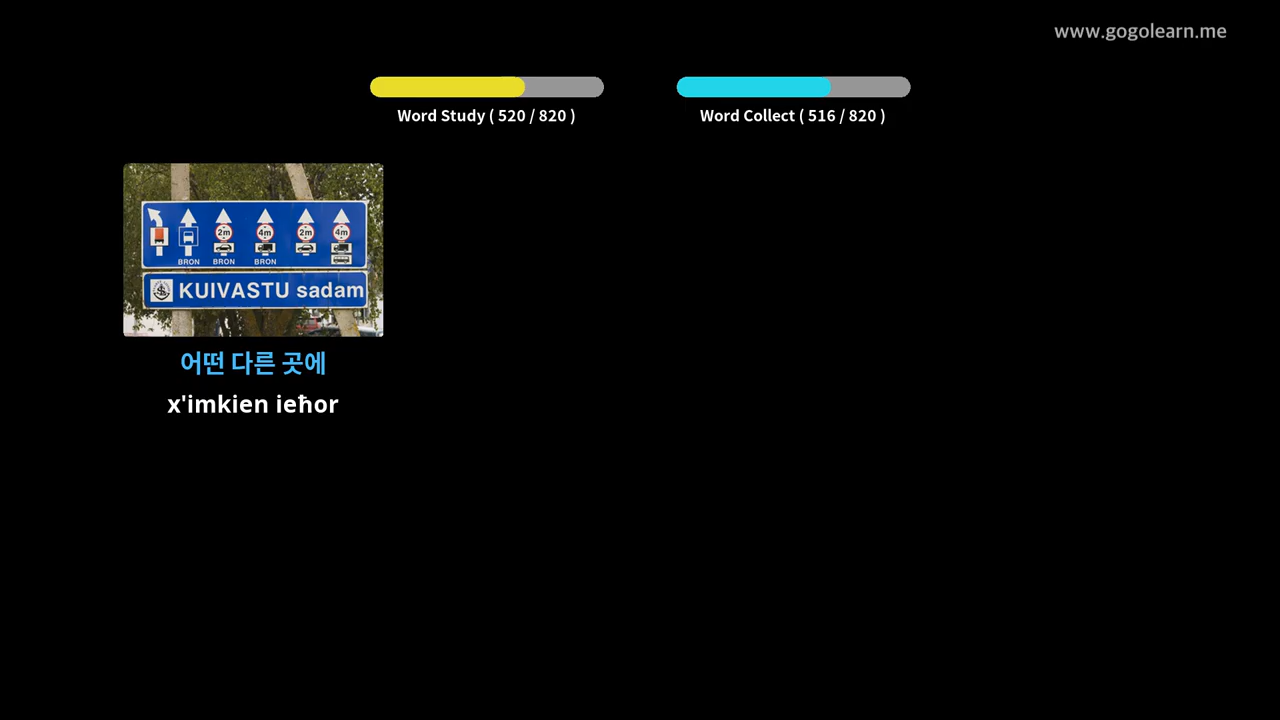 www.gogolearn.me
Word Study ( 520 / 820 )
Word Collect ( 516 / 820 )
2m 4m 2m 4m
BRON BRON BRON
KUIVASTU sadam
어떤 다른 곳에
x'imkien ieħor